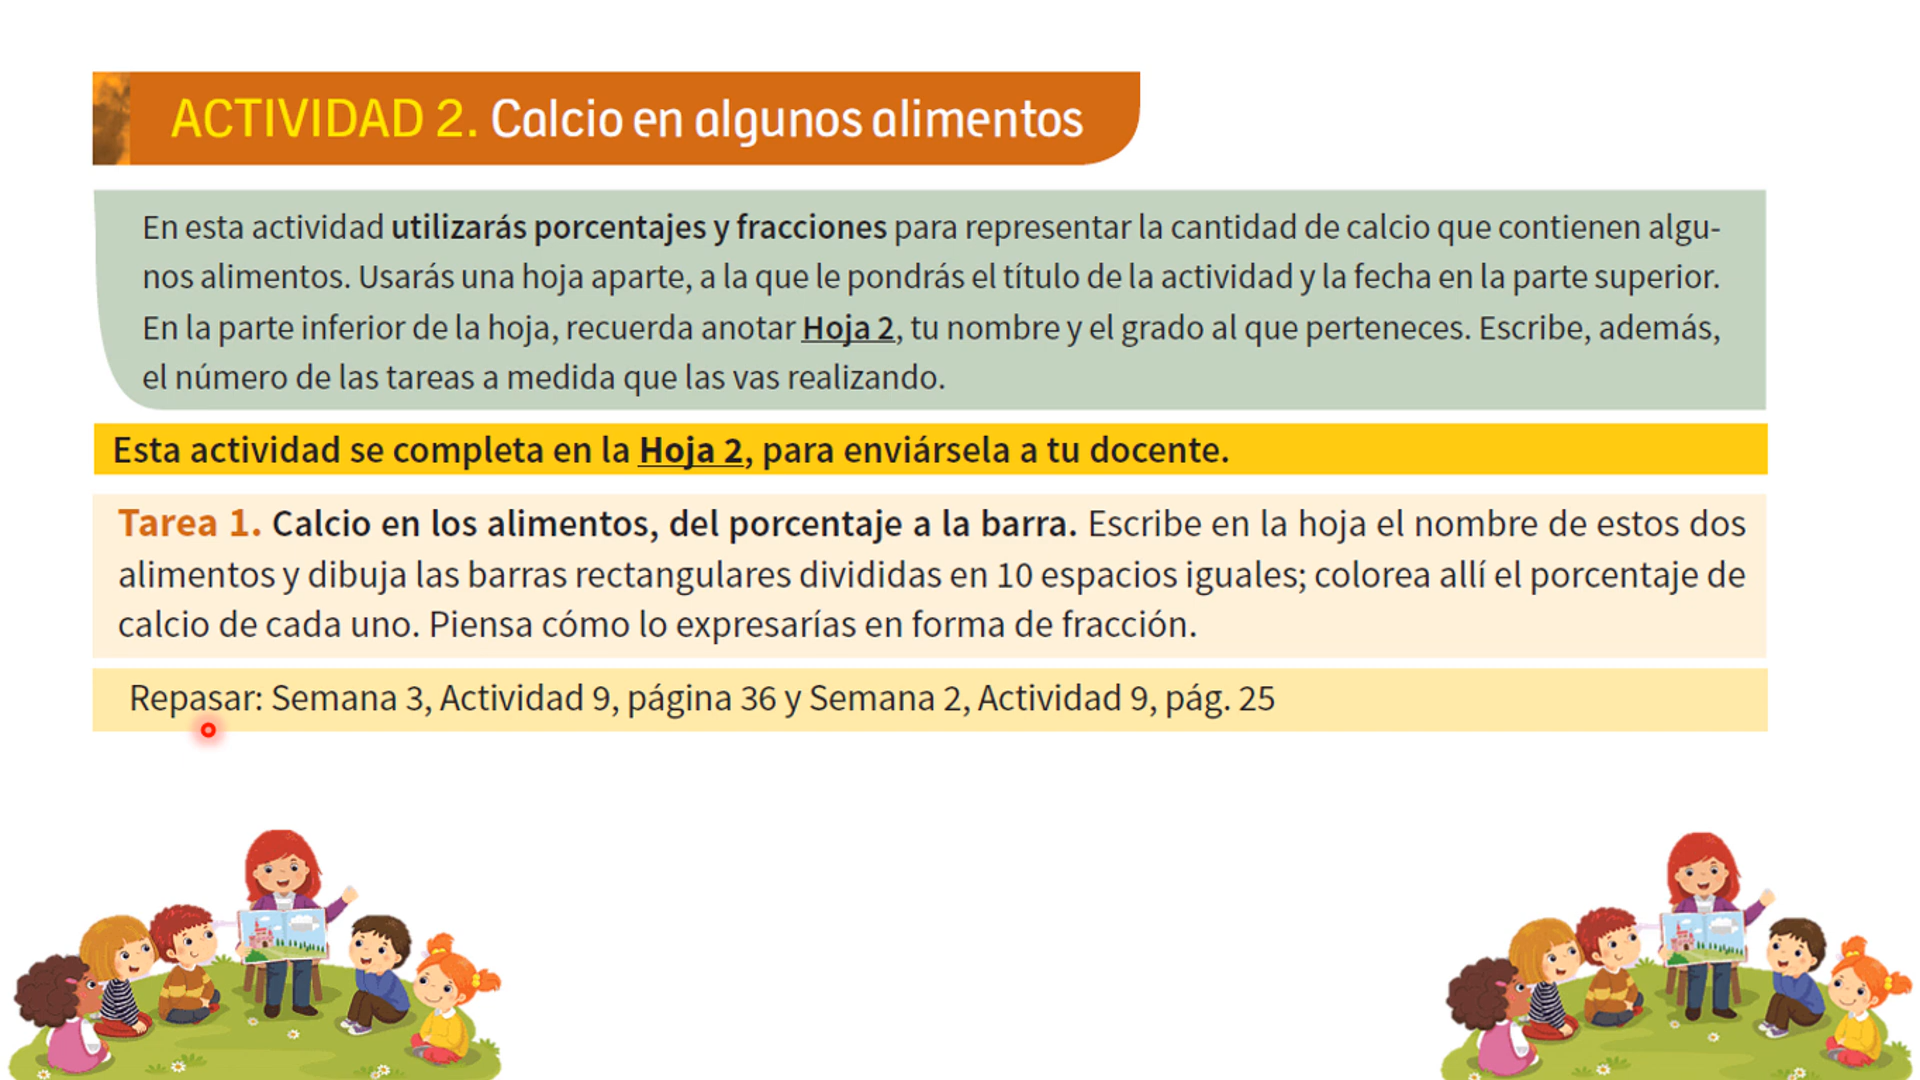 ACTIVIDAD 2. Calcio en algunos alimentos
En esta actividad utilizarás porcentajes y fracciones para representar la cantidad de calcio que contienen algu-
nos alimentos. Usarás una hoja aparte, a la que le pondrás el título de la actividad y la fecha en la parte superior.
En la parte inferior de la hoja, recuerda anotar Hoja 2, tu nombre y el grado al que perteneces. Escribe, además,
el número de las tareas a medida que las vas realizando.
Esta actividad se completa en la Hoja 2, para enviársela a tu docente.
Tarea 1. Calcio en los alimentos, del porcentaje a la barra. Escribe en la hoja el nombre de estos dos
alimentos y dibuja las barras rectangulares divididas en 10 espacios iguales; colorea allí el porcentaje de
calcio de cada uno. Piensa cómo lo expresarías en forma de fracción.
Repasar: Semana 3, Actividad 9, página 36 y Semana 2, Actividad 9, pág. 25